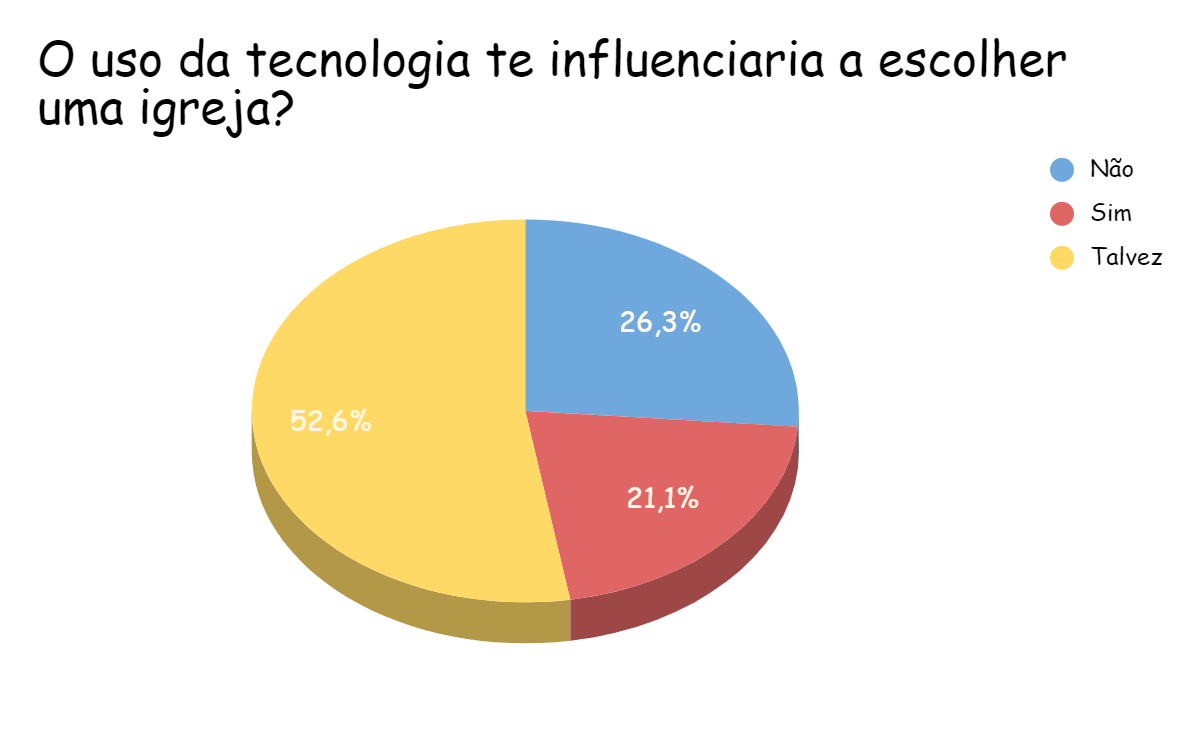 O uso da tecnologia te influenciaria a escolher
uma igreja?
Não
Sim
Talvez
26,3%
52,6%
21,1%